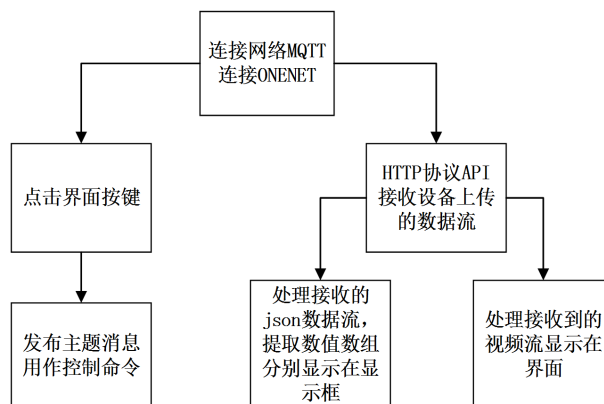 连接网络MQTT
连接ONENET
点击界面按键
HTTP协议API
接收设备上传
的数据流
发布主题消息
用作控制命令
处理接收的
json数据流，
提取数值数组
分别显示在显
示框
处理接收到的
视频流显示在
界面